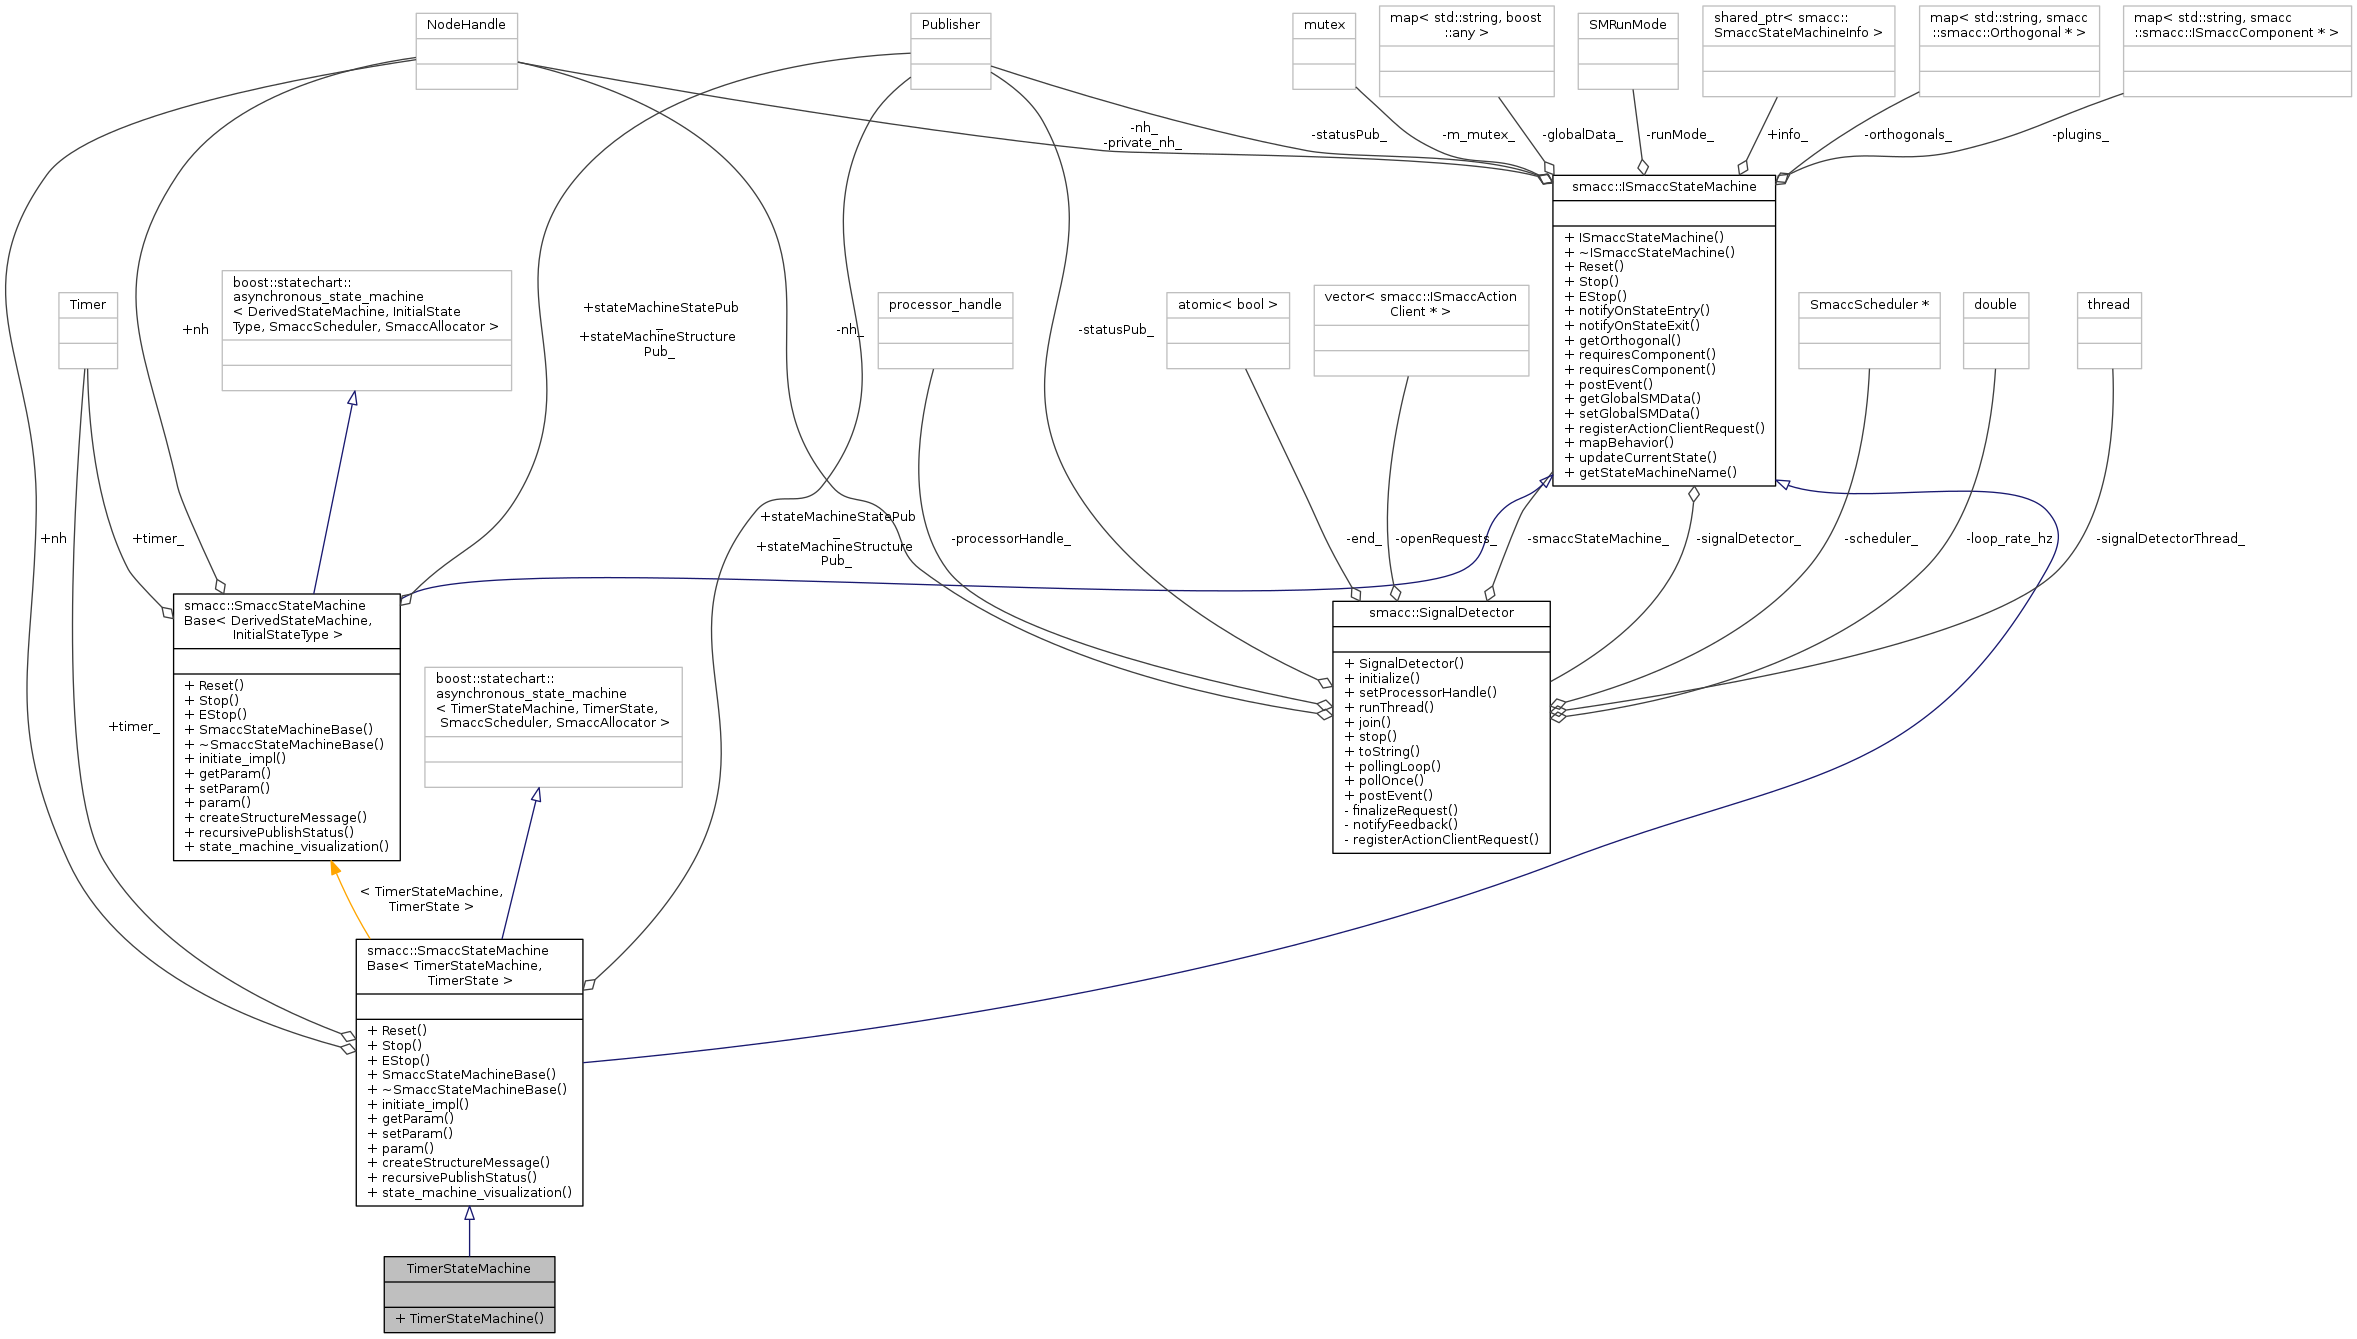 NodeHandle
Publisher
mutex
map< std::string, boost
::any >
SMRunMode
shared_ptr< smacc::
SmaccStateMachineInfo >
map< std::string, smacc
::smacc::Orthogonal * >
map< std::string, smacc
::smacc::ISmaccComponent * >
-nh_
-private_nh_
-statusPub_
-m_mutex_
-globalData_
-runMode_
+info_
-orthogonals_
-plugins_
smacc::ISmaccStateMachine
+ ISmaccStateMachine()
+ ~ISmaccStateMachine()
+ Reset()
+ Stop()
+ EStop()
+ notifyOnStateEntry()
+ notifyOnStateExit()
+ getOrthogonal()
+ requiresComponent()
+ requiresComponent()
+ postEvent()
+ getGlobalSMData()
+ setGlobalSMData()
+ registerActionClientRequest()
+ mapBehavior()
+ updateCurrentState()
+ getStateMachineName()
Timer
+nh
boost::statechart::
asynchronous_state_machine
< DerivedStateMachine, InitialState
Type, SmaccScheduler, SmaccAllocator >
+stateMachineStatePub
_
+stateMachineStructure
Pub_
-nh_
processor_handle
-statusPub_
atomic< bool >
vector< smacc::ISmaccAction
Client * >
SmaccScheduler *
double
thread
+nh
+timer_
+stateMachineStatePub
_
+stateMachineStructure
Pub_
-processorHandle_
-end_
-openRequests_
-smaccStateMachine_
-signalDetector_
-scheduler_
-loop_rate_hz
-signalDetectorThread_
smacc::SmaccStateMachine
Base< DerivedStateMachine,
InitialStateType >
+ Reset()
+ Stop()
+ EStop()
+ SmaccStateMachineBase()
+ ~SmaccStateMachineBase()
+ initiate_impl()
+ getParam()
+ setParam()
+ param()
+ createStructureMessage()
+ recursivePublishStatus()
+ state_machine_visualization()
smacc::SignalDetector
+ SignalDetector()
+ initialize()
+ setProcessorHandle()
+ runThread()
+ join()
+ stop()
+ toString()
+ pollingLoop()
+ pollOnce()
+ postEvent()
- finalizeRequest()
- notifyFeedback()
- registerActionClientRequest()
boost::statechart::
asynchronous_state_machine
< TimerStateMachine, TimerState,
SmaccScheduler, SmaccAllocator >
+timer_
< TimerStateMachine,
TimerState >
smacc::SmaccStateMachine
Base< TimerStateMachine,
TimerState >
+ Reset()
+ Stop()
+ EStop()
+ SmaccStateMachineBase()
+ ~SmaccStateMachineBase()
+ initiate_impl()
+ getParam()
+ setParam()
+ param()
+ createStructureMessage()
+ recursivePublishStatus()
+ state_machine_visualization()
TimerStateMachine
+ TimerStateMachine()